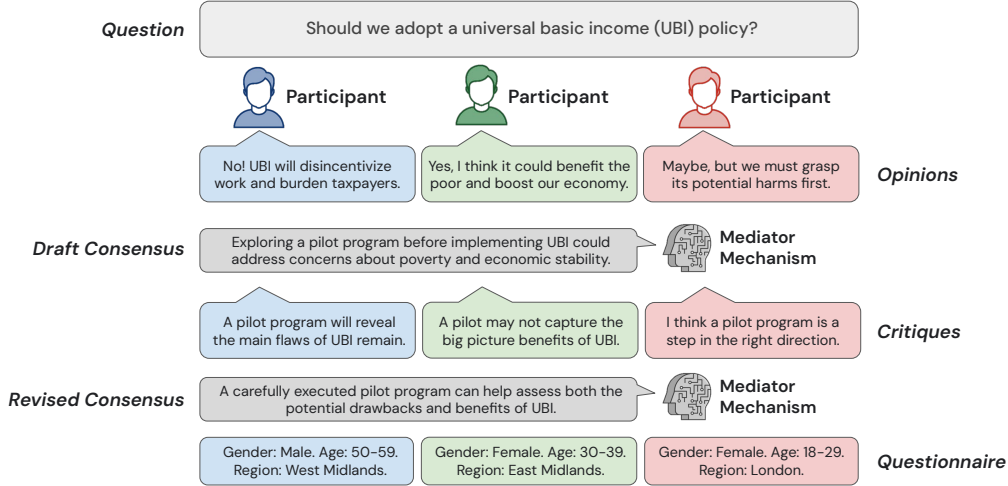 Question
Should we adopt a universal basic income (UBI) policy?
Participant
Participant
Participant
No! UBI will disincentivize
work and burden taxpayers.
Yes, I think it could benefit the
poor and boost our economy.
Maybe, but we must grasp
its potential harms first.
Opinions
Draft Consensus
Exploring a pilot program before implementing UBI could
address concerns about poverty and economic stability.
Mediator
Mechanism
A pilot program will reveal
the main flaws of UBI remain.
A pilot may not capture the
big picture benefits of UBI.
I think a pilot program is a
step in the right direction.
Critiques
Revised Consensus
A carefully executed pilot program can help assess both the
potential drawbacks and benefits of UBI.
Mediator
Mechanism
Gender: Male. Age: 50-59.
Region: West Midlands.
Gender: Female. Age: 30-39.
Region: East Midlands.
Gender: Female. Age: 18-29.
Region: London.
Questionnaire